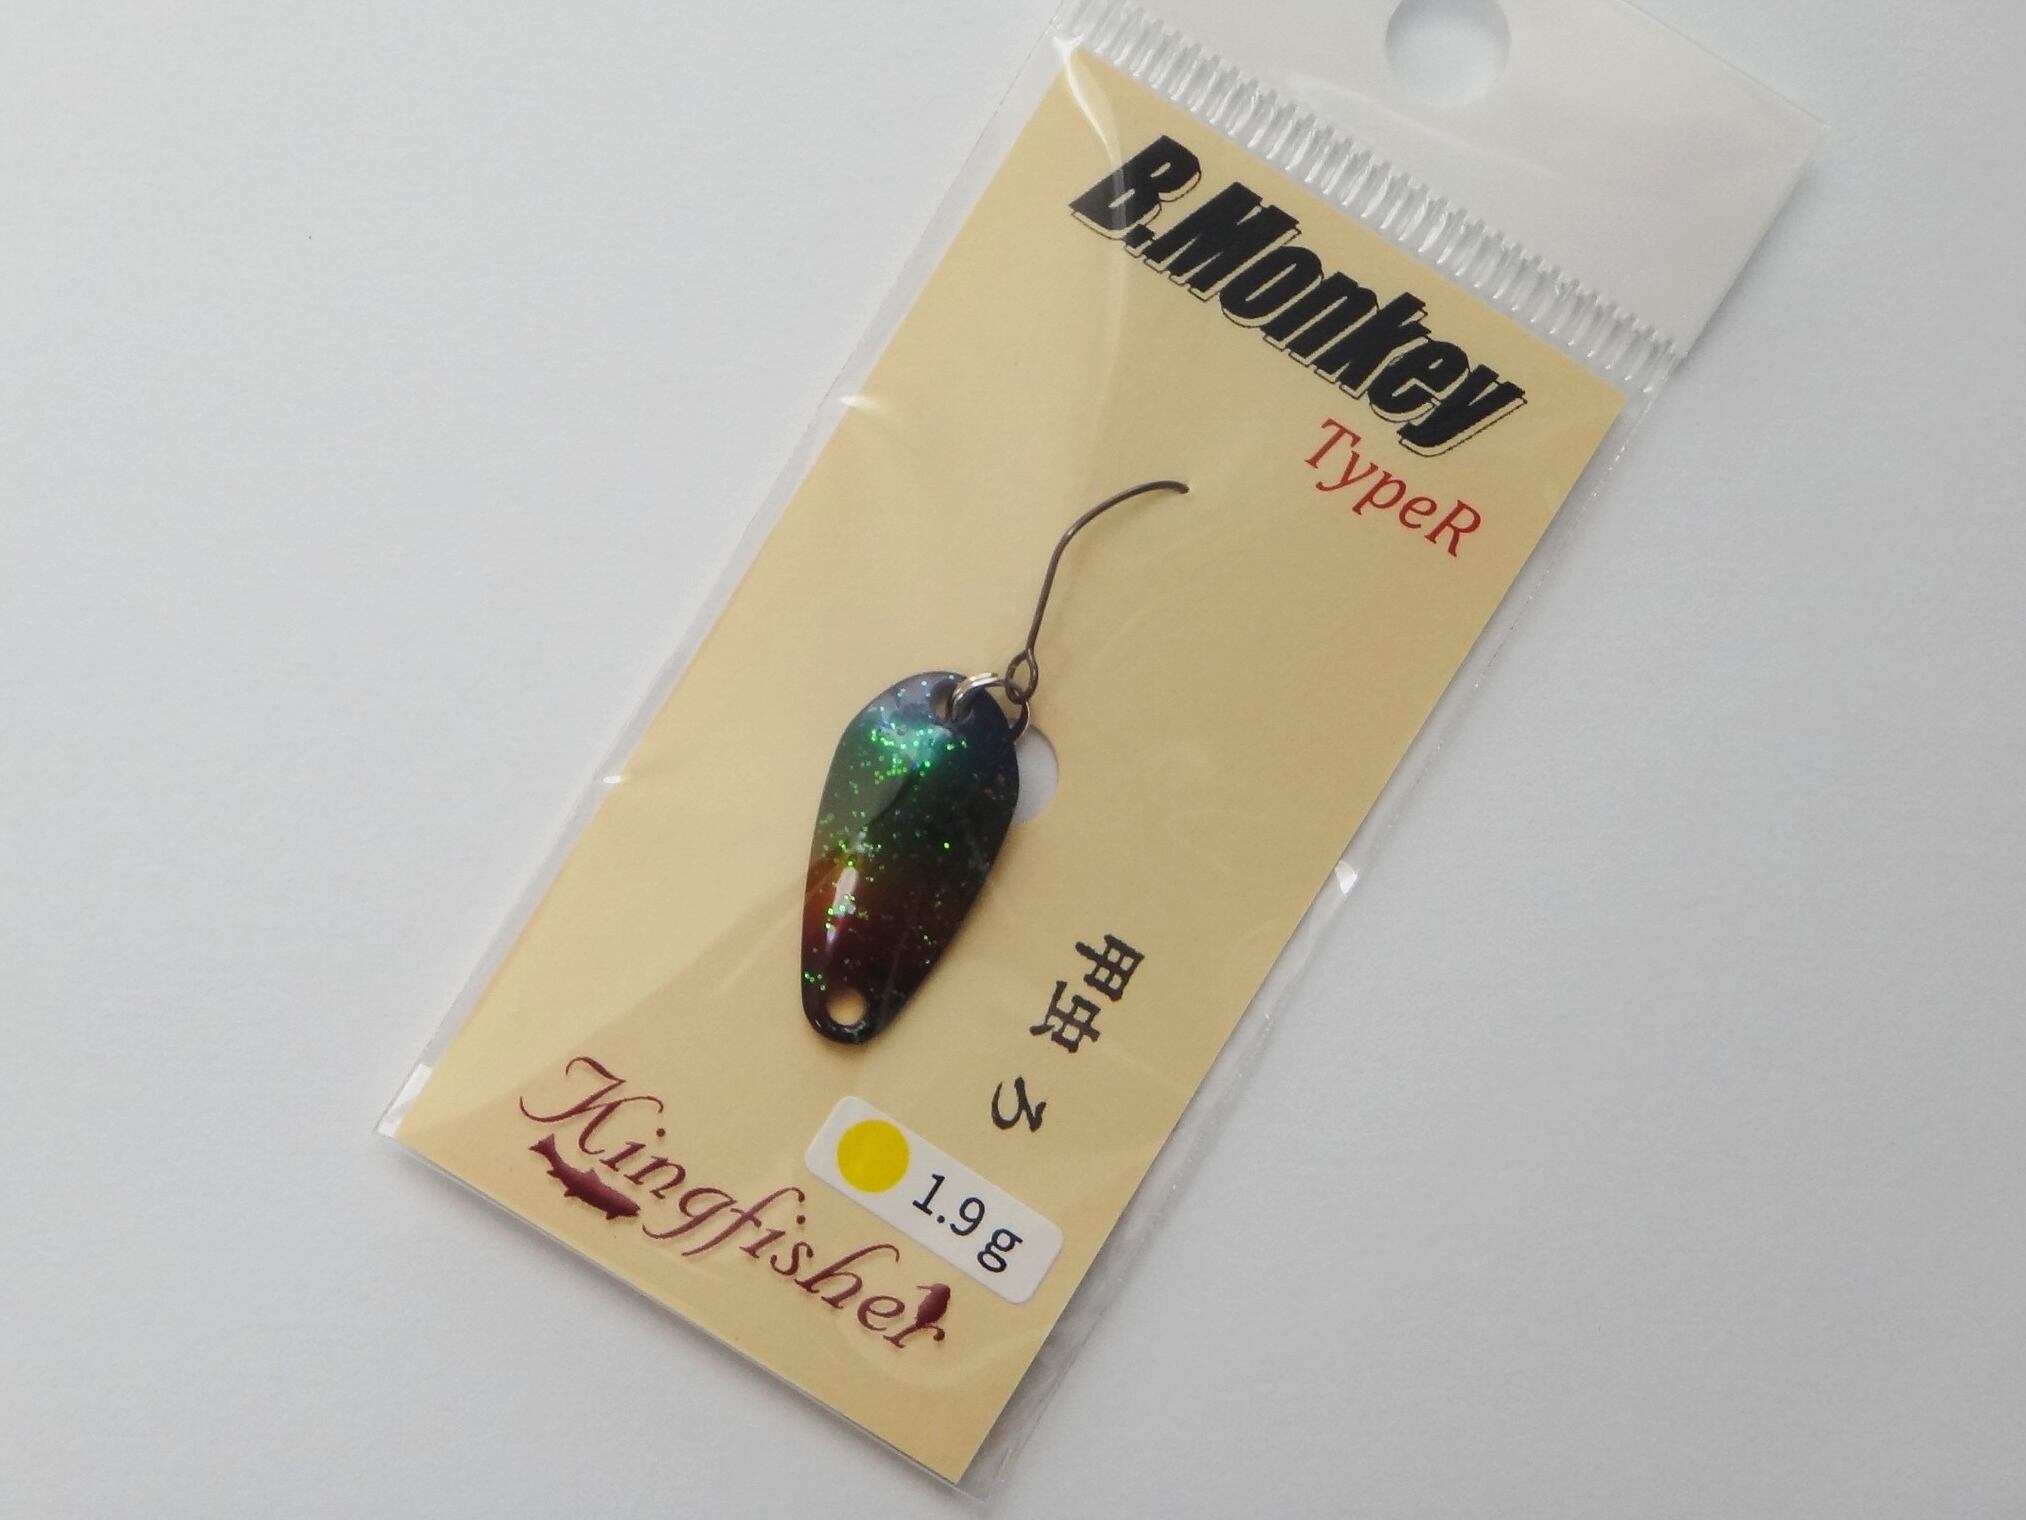 B.Monkey
TypeR
甲虫 ろ
1.9g
Kingfisher